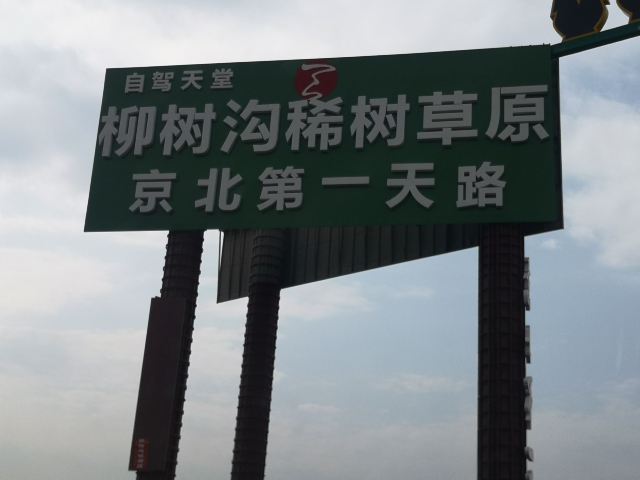 自驾天堂
柳树沟稀树草原
京北第一天路